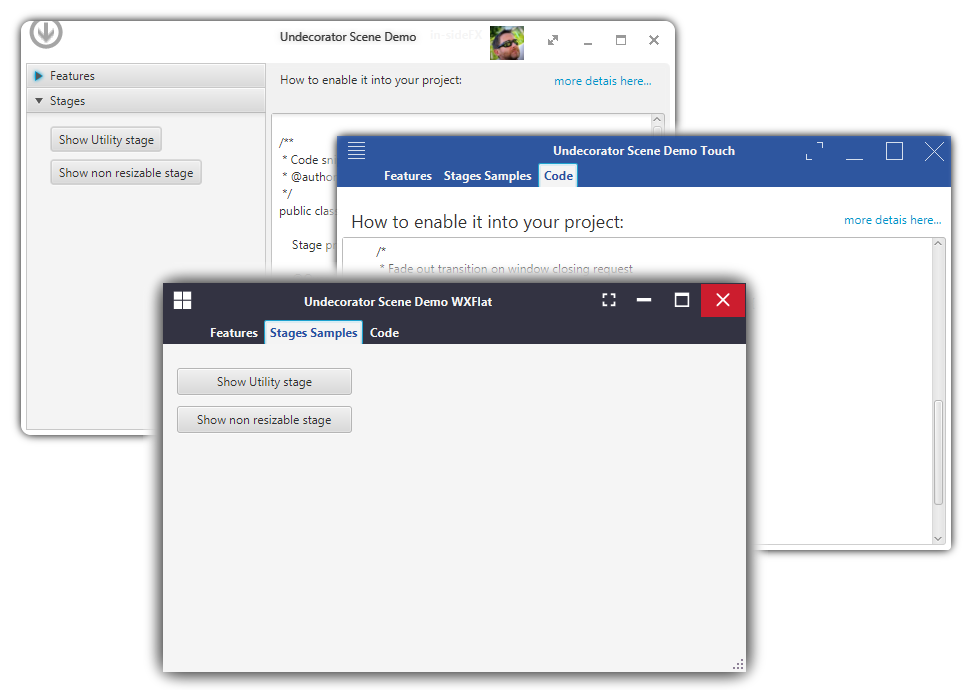 Undecorator Scene Demo
in-sideFX
Features
Stages
Show Utility stage
Show non resizable stage
How to enable it into your project:
more detais here...
/**
* Code
* @autho
*/
public clas
Stage
Undecorator Scene Demo Touch
Features Stages Samples Code
How to enable it into your project:
more detais here...
/*
* Fade out transition on window closing request
Undecorator Scene Demo WXFlat
Features Stages Samples Code
Show Utility stage
Show non resizable stage